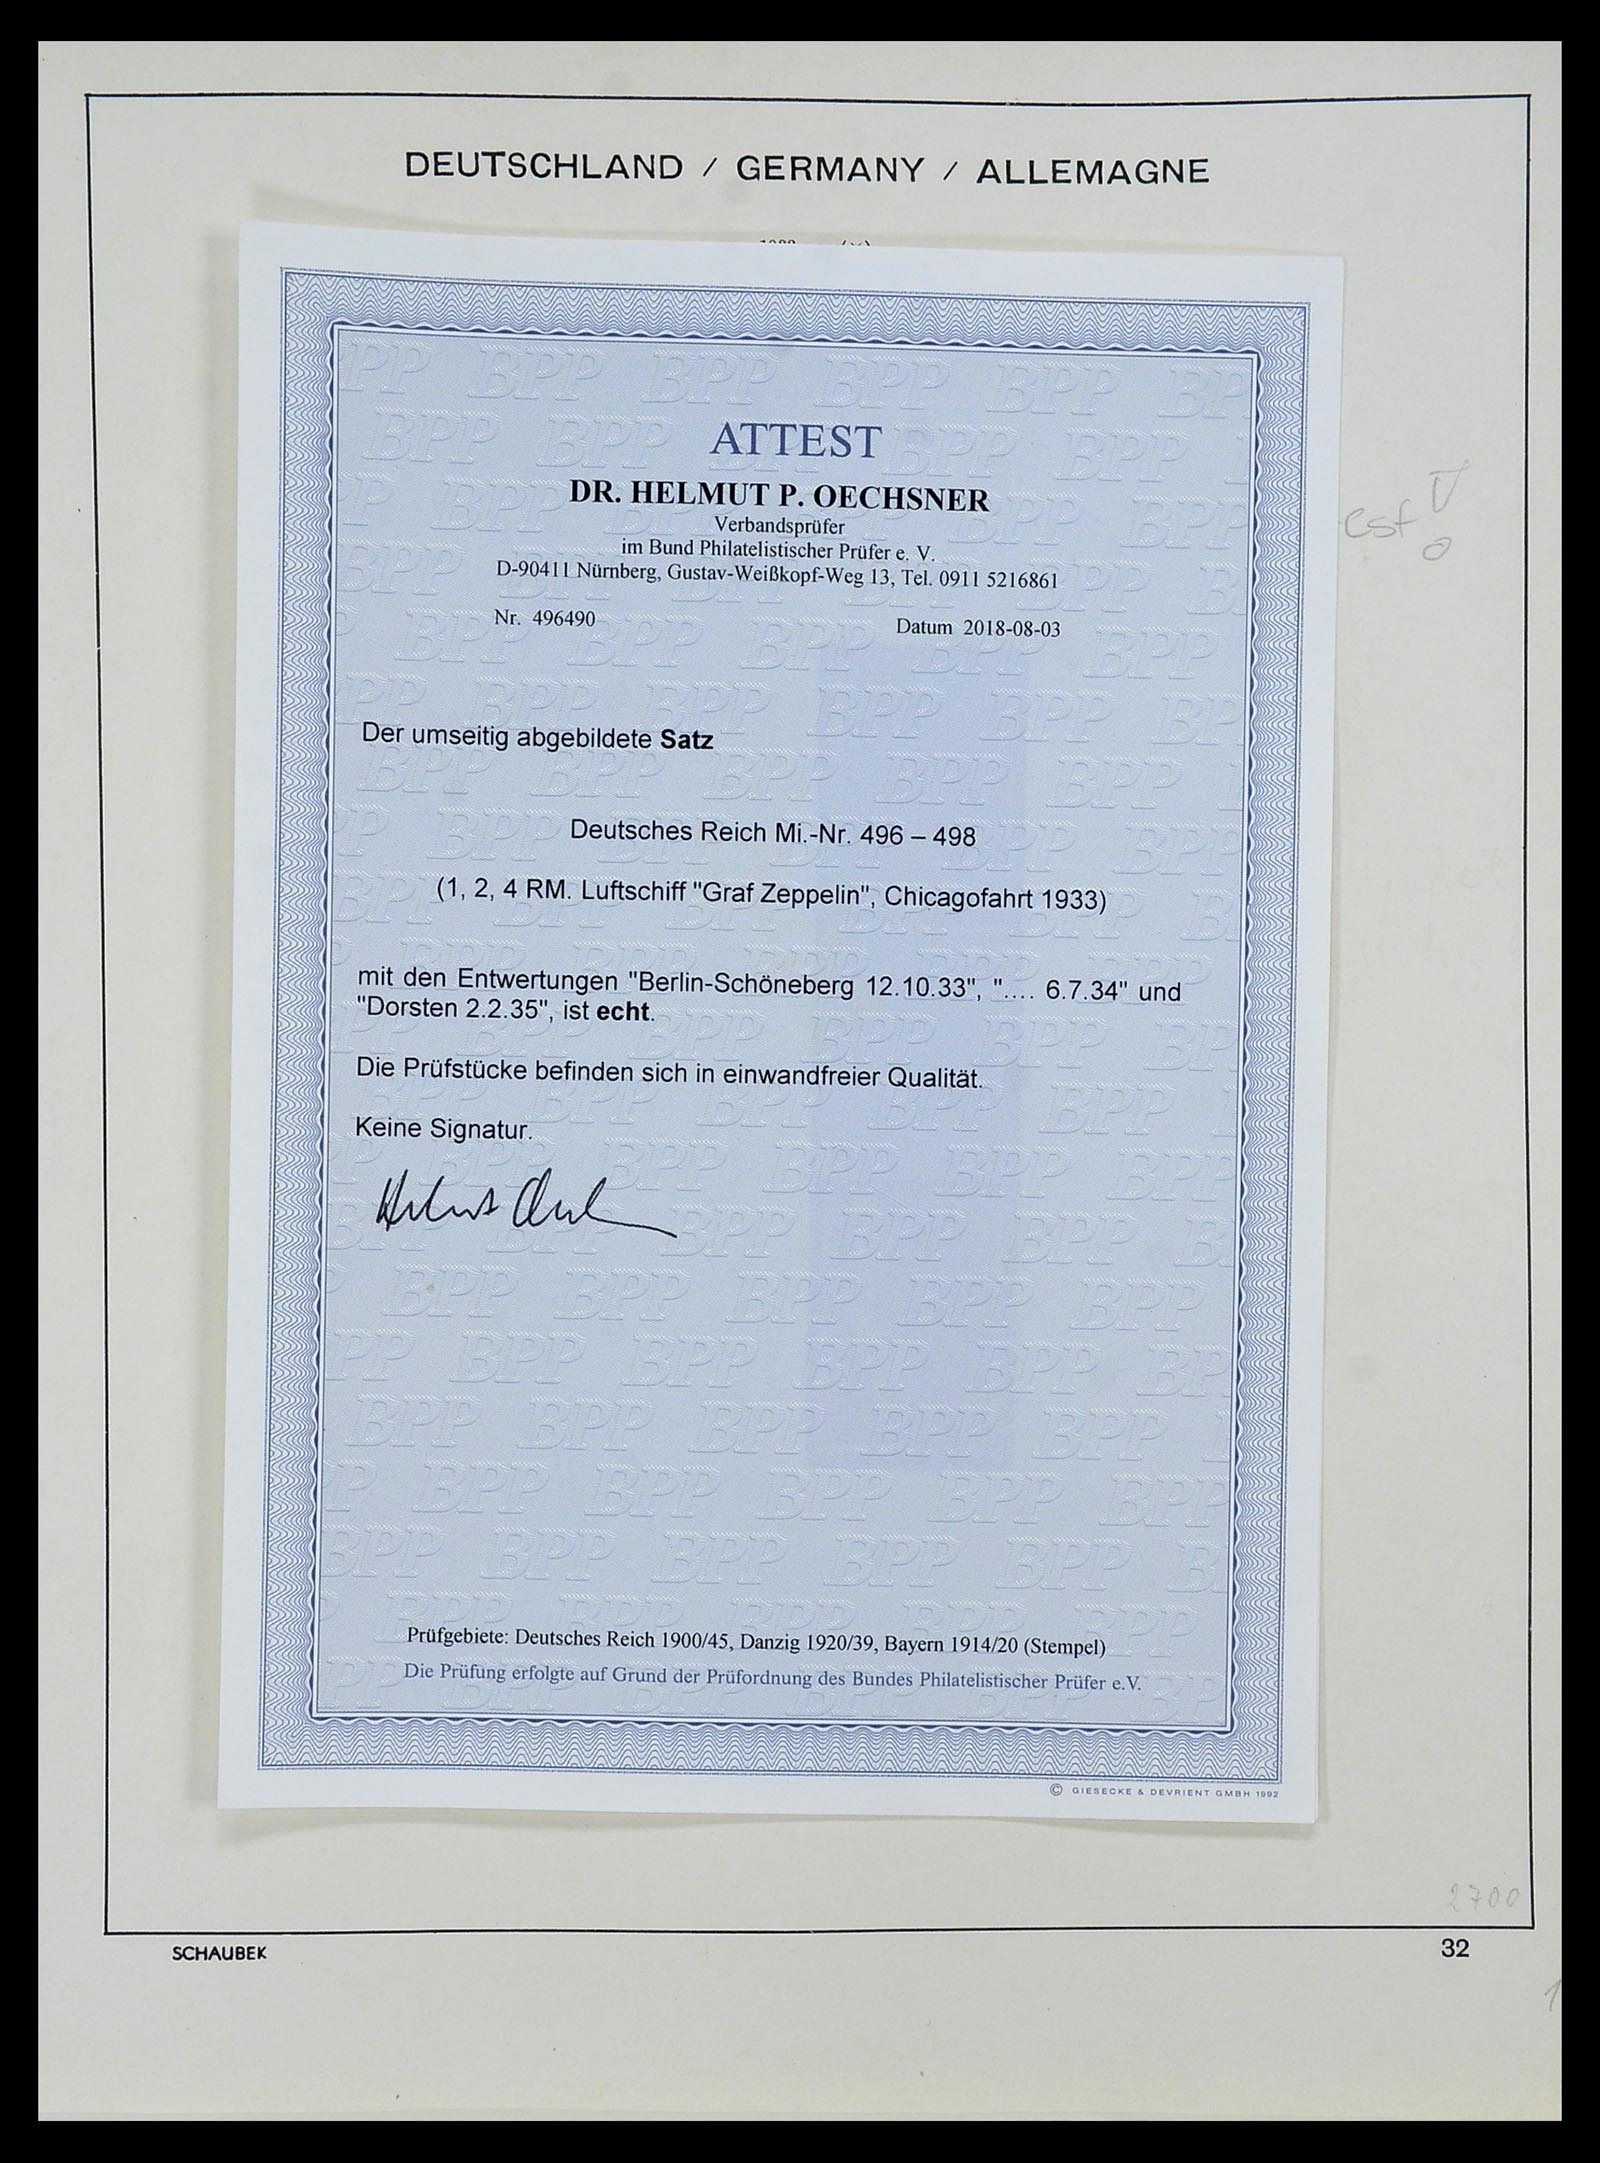 DEUTSCHLAND / GERMANY / ALLEMAGNE
ATTEST
DR. HELMUT P. OECHSNER
Verbandsprüfer
im Bund Philatelistischer Prüfer e. V.
D-90411 Nürnberg, Gustav-Weißkopf-Weg 13, Tel. 0911 5216861
Nr. 496490 Datum 2018-08-03
Der umseitig abgebildete Satz
Deutsches Reich Mi.-Nr. 496 – 498
(1, 2, 4 RM. Luftschiff "Graf Zeppelin", Chicagofahrt 1933)
mit den Entwertungen "Berlin-Schöneberg 12.10.33", ".... 6.7.34" und
"Dorsten 2.2.35", ist echt.
Die Prüfstücke befinden sich in einwandfreier Qualität.
Keine Signatur.
Prüfgebiete: Deutsches Reich 1900/45, Danzig 1920/39, Bayern 1914/20 (Stempel)
Die Prüfung erfolgte auf Grund der Prüfordnung des Bundes Philatelistischer Prüfer e.V.
© GIESECKE & DEVRIENT GMBH 1992
2700
SCHAUBEK 32